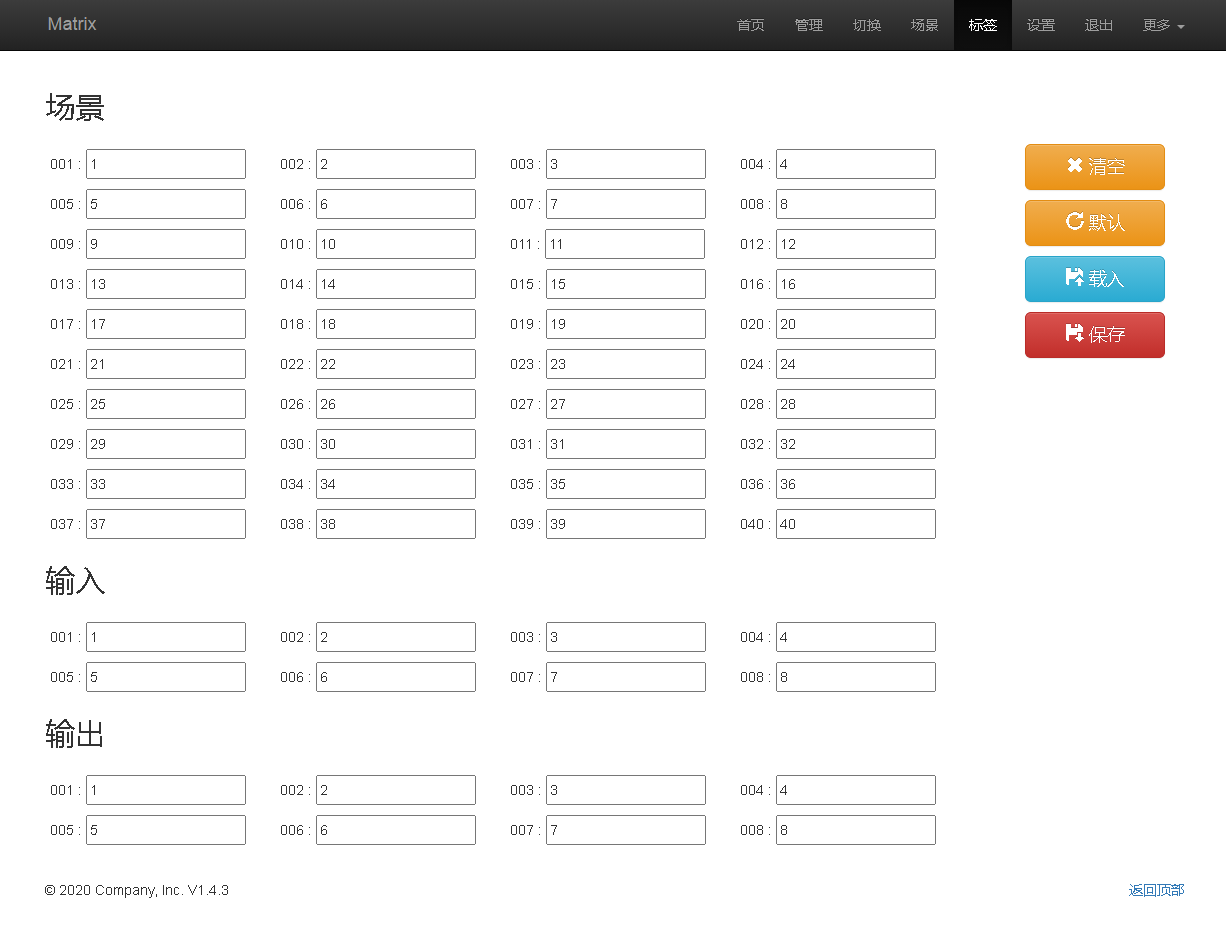 Matrix 首页 管理 切换 场景 标签 设置 退出 更多
场景
001 : 1 002 : 2 003 : 3 004 : 4
005 : 5 006 : 6 007 : 7 008 : 8
009 : 9 010 : 10 011 : 11 012 : 12
013 : 13 014 : 14 015 : 15 016 : 16
017 : 17 018 : 18 019 : 19 020 : 20
021 : 21 022 : 22 023 : 23 024 : 24
025 : 25 026 : 26 027 : 27 028 : 28
029 : 29 030 : 30 031 : 31 032 : 32
033 : 33 034 : 34 035 : 35 036 : 36
037 : 37 038 : 38 039 : 39 040 : 40
清空
默认
载入
保存
输入
001 : 1 002 : 2 003 : 3 004 : 4
005 : 5 006 : 6 007 : 7 008 : 8
输出
001 : 1 002 : 2 003 : 3 004 : 4
005 : 5 006 : 6 007 : 7 008 : 8
© 2020 Company, Inc. V1.4.3 返回顶部